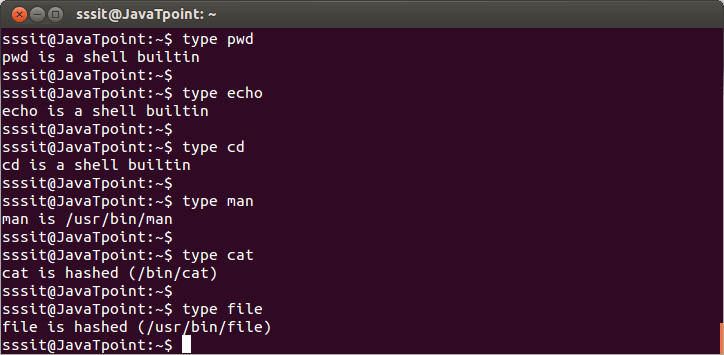 sssit@JavaTpoint: ~
sssit@JavaTpoint:~$ type pwd
pwd is a shell builtin
sssit@JavaTpoint:~$
sssit@JavaTpoint:~$ type echo
echo is a shell builtin
sssit@JavaTpoint:~$
sssit@JavaTpoint:~$ type cd
cd is a shell builtin
sssit@JavaTpoint:~$
sssit@JavaTpoint:~$ type man
man is /usr/bin/man
sssit@JavaTpoint:~$
sssit@JavaTpoint:~$ type cat
cat is hashed (/bin/cat)
sssit@JavaTpoint:~$
sssit@JavaTpoint:~$ type file
file is hashed (/usr/bin/file)
sssit@JavaTpoint:~$